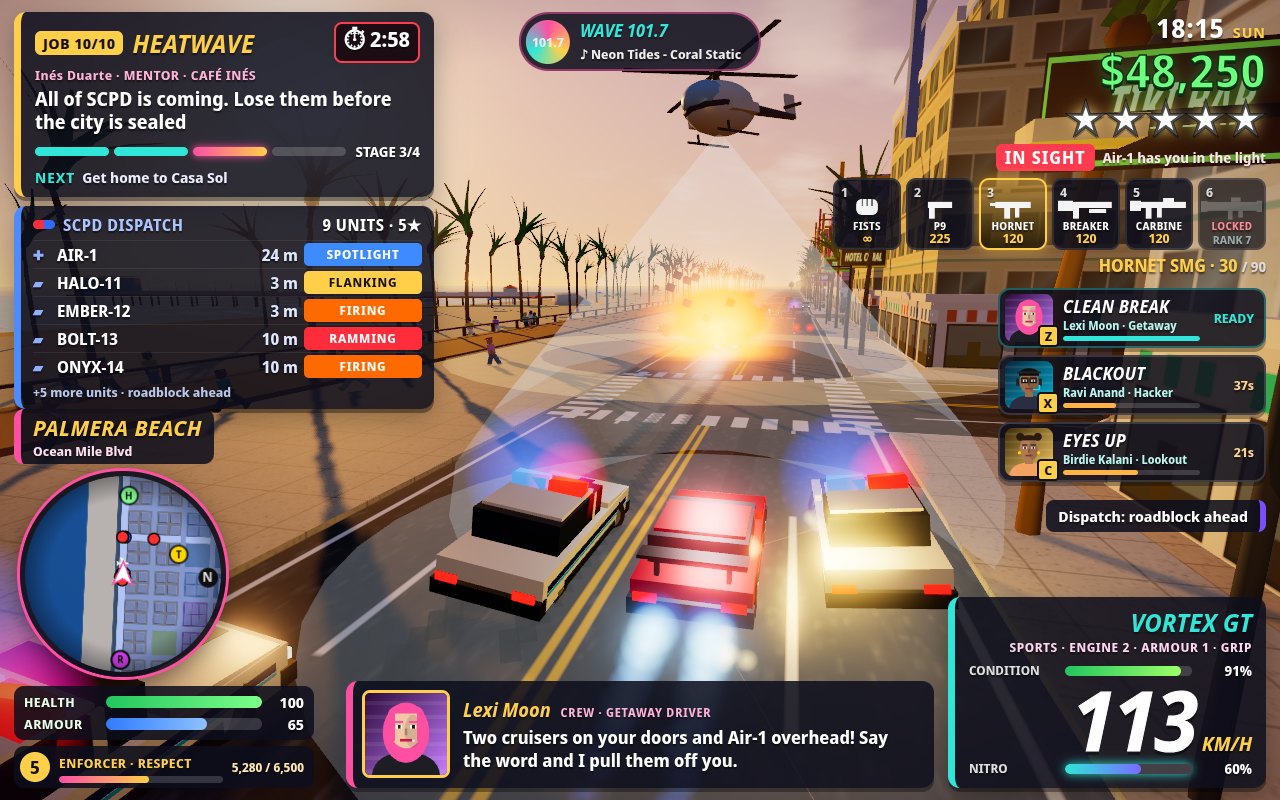 JOB 10/10 HEATWAVE 2:58
Inés Duarte · MENTOR · CAFÉ INÉS
All of SCPD is coming. Lose them before
the city is sealed
STAGE 3/4
NEXT Get home to Casa Sol
SCPD DISPATCH 9 UNITS · 5★
AIR-1 24 m SPOTLIGHT
HALO-11 3 m FLANKING
EMBER-12 3 m FIRING
BOLT-13 10 m RAMMING
ONYX-14 10 m FIRING
+5 more units · roadblock ahead
PALMERA BEACH
Ocean Mile Blvd
H
T
N
R
HEALTH 100
ARMOUR 65
5 ENFORCER · RESPECT 5,280 / 6,500
101.7 WAVE 101.7
♪ Neon Tides - Coral Static
18:15 SUN
$48,250
TIKI BAR
IN SIGHT Air-1 has you in the light
1 FISTS ∞
2 P9 225
3 HORNET 120
4 BREAKER 120
5 CARBINE 120
6 LOCKED RANK 7
HOTEL CORAL
HORNET SMG · 30 / 90
CLEAN BREAK
Lexi Moon · Getaway READY
Z
BLACKOUT
Ravi Anand · Hacker 37s
X
EYES UP
Birdie Kalani · Lookout 21s
C
Dispatch: roadblock ahead
Lexi Moon CREW · GETAWAY DRIVER
Two cruisers on your doors and Air-1 overhead! Say
the word and I pull them off you.
VORTEX GT
SPORTS · ENGINE 2 · ARMOUR 1 · GRIP
CONDITION 91%
113 KM/H
NITRO 60%